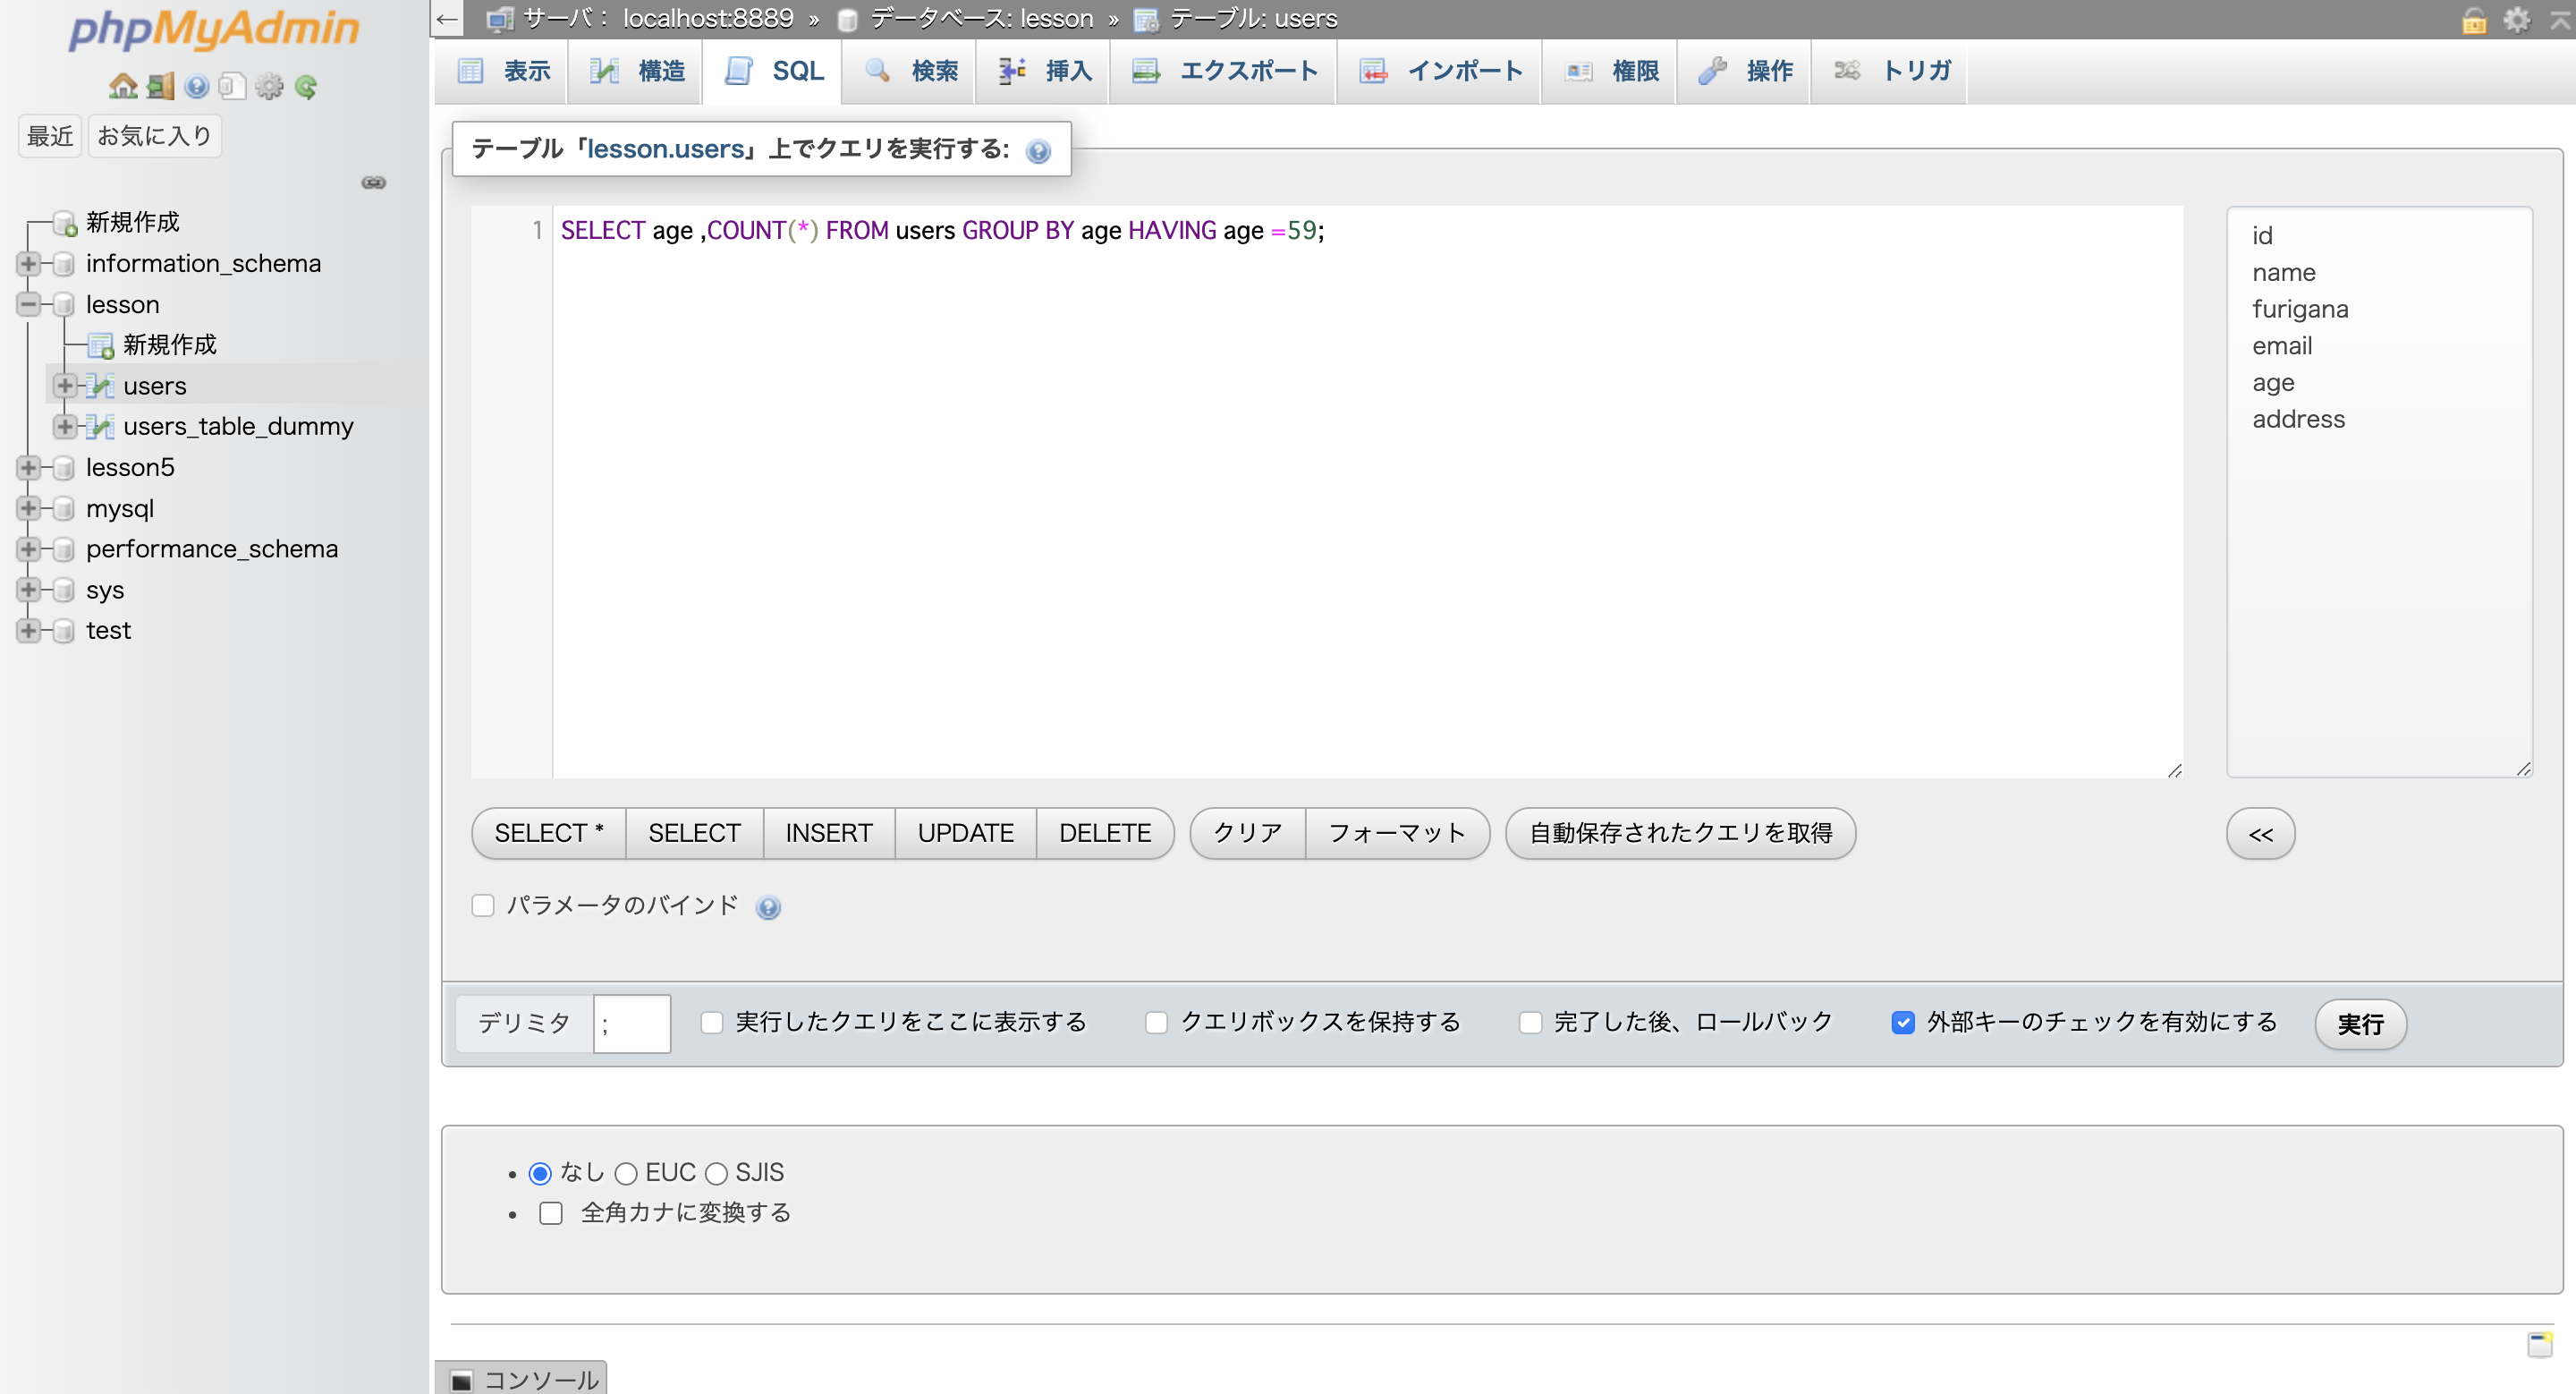 phpMyAdmin
最近 お気に入り
新規作成
information_schema
lesson
新規作成
users
users_table_dummy
lesson5
mysql
performance_schema
sys
test
← サーバ: localhost:8889 » データベース: lesson » テーブル: users
表示 構造 SQL 検索 挿入 エクスポート インポート 権限 操作 トリガ
テーブル「lesson.users」上でクエリを実行する:
1 SELECT age ,COUNT(*) FROM users GROUP BY age HAVING age =59;
id
name
furigana
email
age
address
SELECT * SELECT INSERT UPDATE DELETE クリア フォーマット 自動保存されたクエリを取得 <<
パラメータのバインド
デリミタ ; 実行したクエリをここに表示する クエリボックスを保持する 完了した後、ロールバック 外部キーのチェックを有効にする 実行
• なし EUC SJIS
• 全角カナに変換する
コンソール